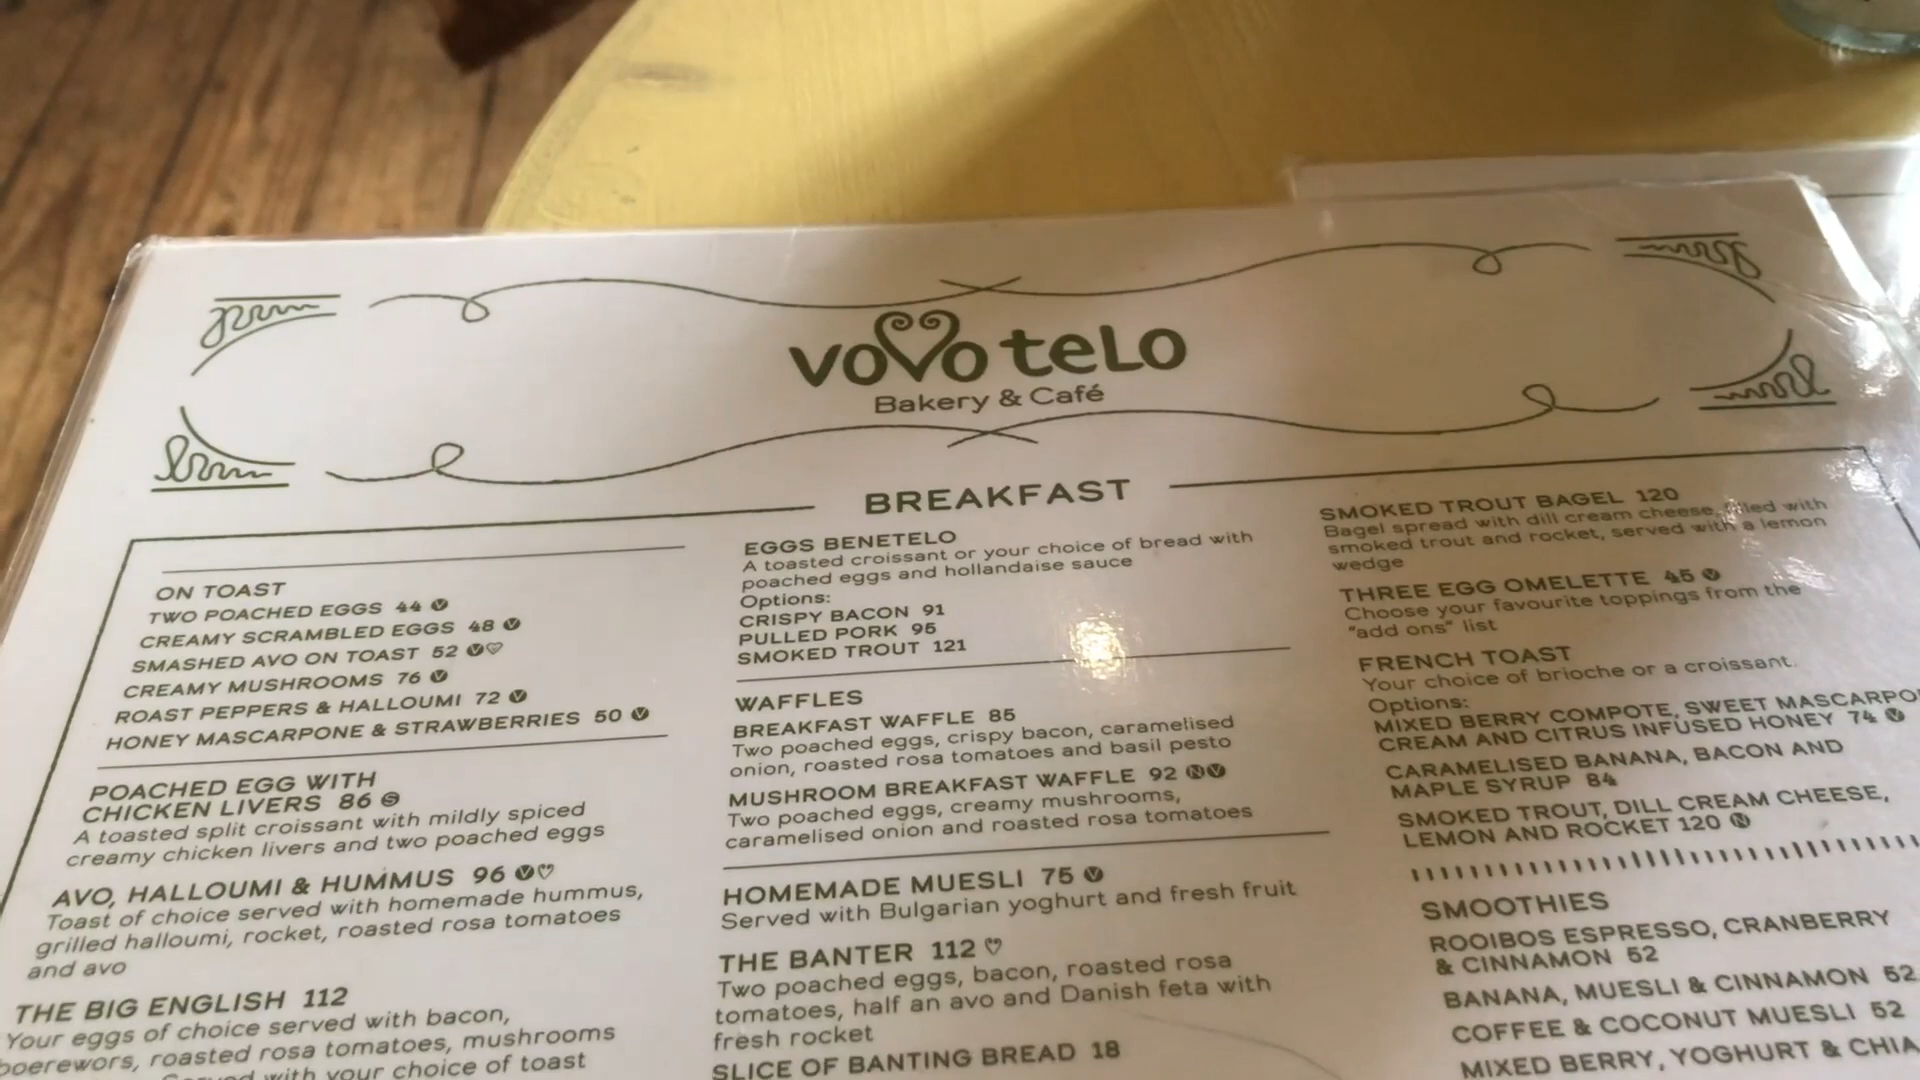 vovo telo
Bakery & Café
BREAKFAST
ON TOAST
TWO POACHED EGGS 44 V
CREAMY SCRAMBLED EGGS 48 V
SMASHED AVO ON TOAST 52 V♡
CREAMY MUSHROOMS 76 V
ROAST PEPPERS & HALLOUMI 72 V
HONEY MASCARPONE & STRAWBERRIES 50 V
POACHED EGG WITH
CHICKEN LIVERS 86 S
A toasted split croissant with mildly spiced
creamy chicken livers and two poached eggs
AVO, HALLOUMI & HUMMUS 96 V♡
Toast of choice served with homemade hummus,
grilled halloumi, rocket, roasted rosa tomatoes
and avo
THE BIG ENGLISH 112
Your eggs of choice served with bacon,
boerewors, roasted rosa tomatoes, mushrooms
with your choice of toast
EGGS BENETELO
A toasted croissant or your choice of bread with
poached eggs and hollandaise sauce
Options:
CRISPY BACON 91
PULLED PORK 95
SMOKED TROUT 121
WAFFLES
BREAKFAST WAFFLE 85
Two poached eggs, crispy bacon, caramelised
onion, roasted rosa tomatoes and basil pesto
MUSHROOM BREAKFAST WAFFLE 92 N V
Two poached eggs, creamy mushrooms,
caramelised onion and roasted rosa tomatoes
HOMEMADE MUESLI 75 V
Served with Bulgarian yoghurt and fresh fruit
THE BANTER 112 ♡
Two poached eggs, bacon, roasted rosa
tomatoes, half an avo and Danish feta with
fresh rocket
SLICE OF BANTING BREAD 18
SMOKED TROUT BAGEL 120
Bagel spread with dill cream cheese, filled with
smoked trout and rocket, served with a lemon
wedge
THREE EGG OMELETTE 45 V
Choose your favourite toppings from the
"add ons" list
FRENCH TOAST
Your choice of brioche or a croissant.
Options:
MIXED BERRY COMPOTE, SWEET MASCARPO
CREAM AND CITRUS INFUSED HONEY 74 V
CARAMELISED BANANA, BACON AND
MAPLE SYRUP 84
SMOKED TROUT, DILL CREAM CHEESE,
LEMON AND ROCKET 120 N
SMOOTHIES
ROOIBOS ESPRESSO, CRANBERRY
& CINNAMON 52
BANANA, MUESLI & CINNAMON 52
COFFEE & COCONUT MUESLI 52
MIXED BERRY, YOGHURT & CHIA